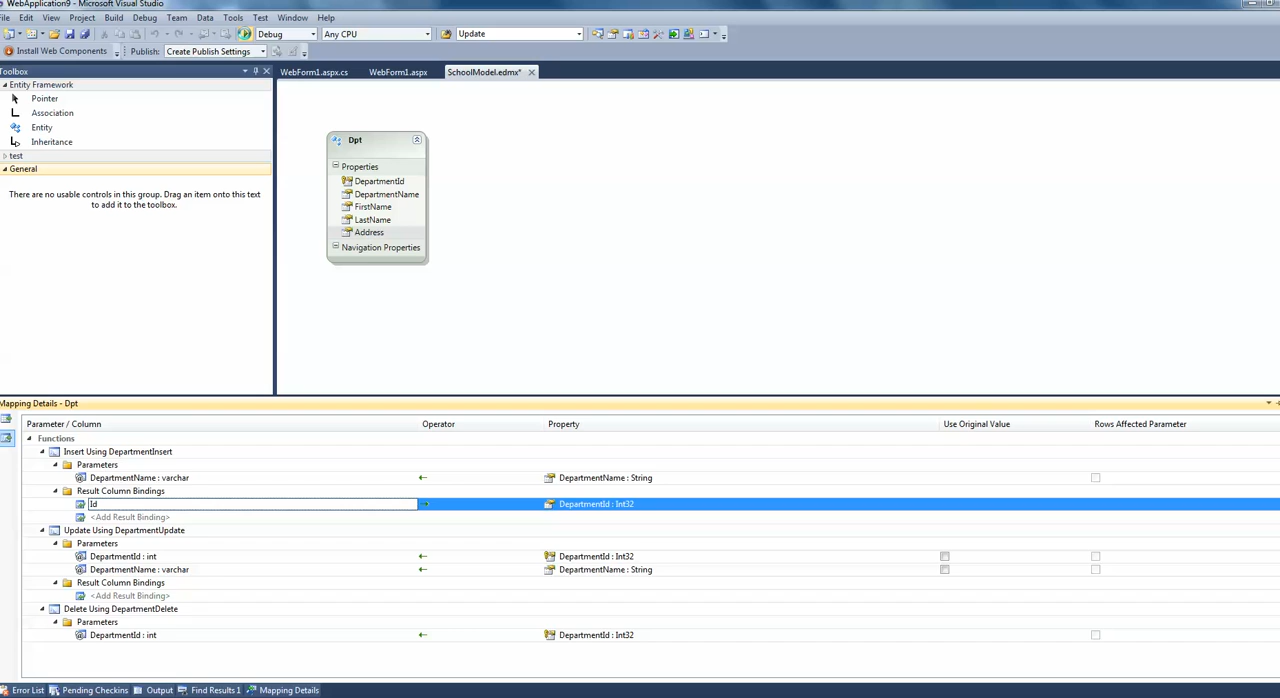 WebApplication9 - Microsoft Visual Studio
File Edit View Project Build Debug Team Data Tools Test Window Help
Debug Any CPU Update
Install Web Components Publish: Create Publish Settings
Toolbox
WebForm1.aspx.cs WebForm1.aspx SchoolModel.edmx*
Entity Framework
Pointer
Association
Entity
Inheritance
test
General
There are no usable controls in this group. Drag an item onto this text
to add it to the toolbox.
Dpt
Properties
DepartmentId
DepartmentName
FirstName
LastName
Address
Navigation Properties
Mapping Details - Dpt
Parameter / Column Operator Property Use Original Value Rows Affected Parameter
Functions
Insert Using DepartmentInsert
Parameters
DepartmentName : varchar DepartmentName : String
Result Column Bindings
Id DepartmentId : Int32
<Add Result Binding>
Update Using DepartmentUpdate
Parameters
DepartmentId : int DepartmentId : Int32
DepartmentName : varchar DepartmentName : String
Result Column Bindings
<Add Result Binding>
Delete Using DepartmentDelete
Parameters
DepartmentId : int DepartmentId : Int32
Error List Pending Checkins Output Find Results 1 Mapping Details